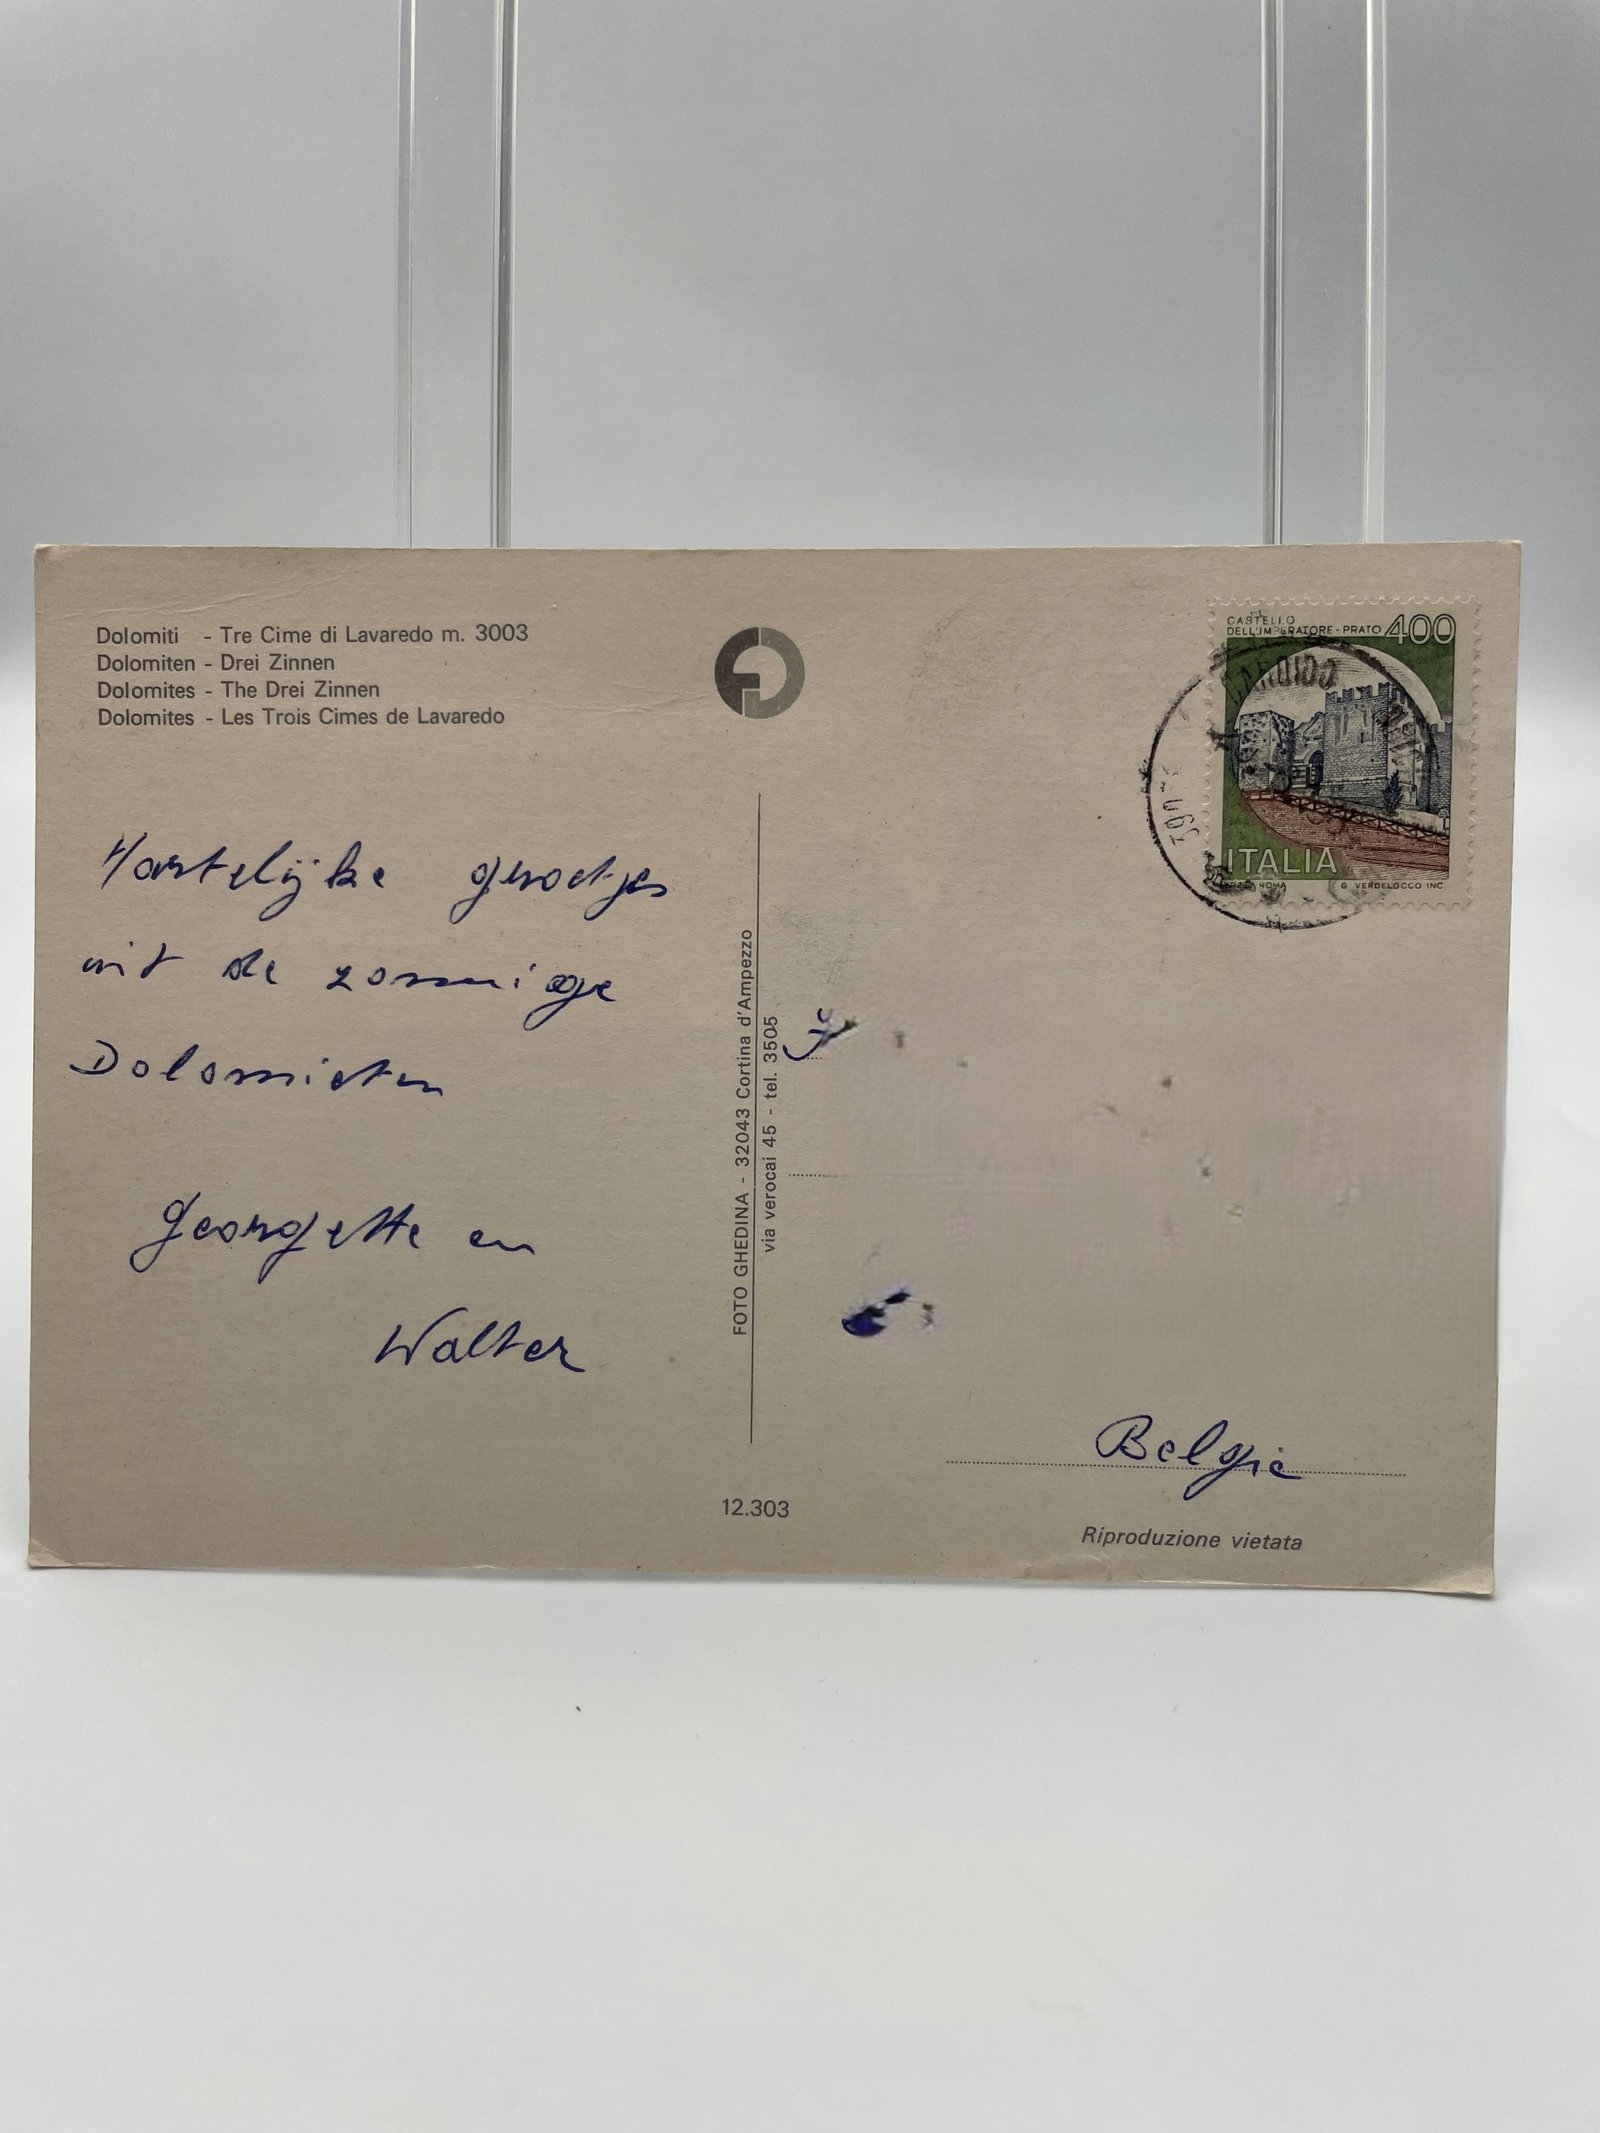 Dolomiti - Tre Cime di Lavaredo m. 3003
Dolomiten - Drei Zinnen
Dolomites - The Drei Zinnen
Dolomites - Les Trois Cimes de Lavaredo
Hartelijke groetjes
uit de zonnige
Dolomieten
Georgette en
Walter
FOTO GHEDINA - 32043 Cortina d'Ampezzo
via verocai 45 - tel. 3505
12.303
CASTELLO
DELL'IMPERATORE - PRATO 400
ITALIA
ROMA G. VERDELOCCO INC.
België
Riproduzione vietata